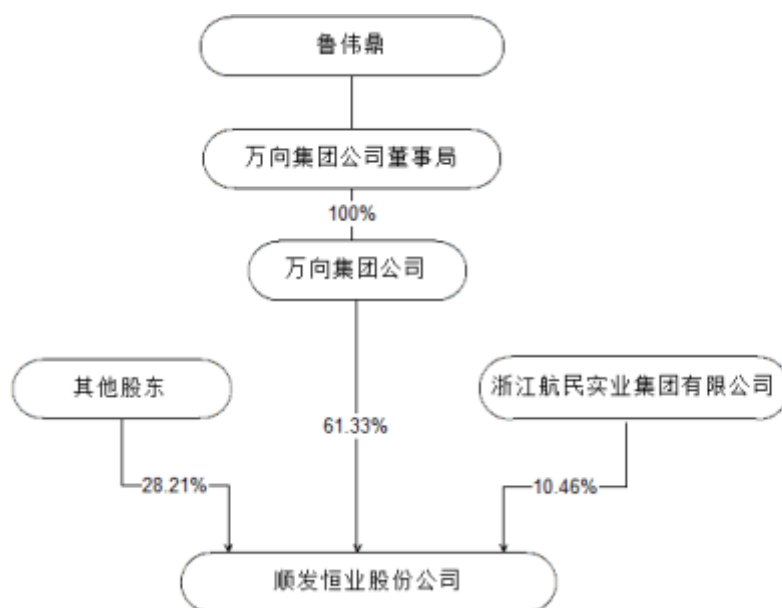 鲁伟鼎
万向集团公司董事局
100%
万向集团公司
其他股东
浙江航民实业集团有限公司
61.33%
28.21%
10.46%
顺发恒业股份公司